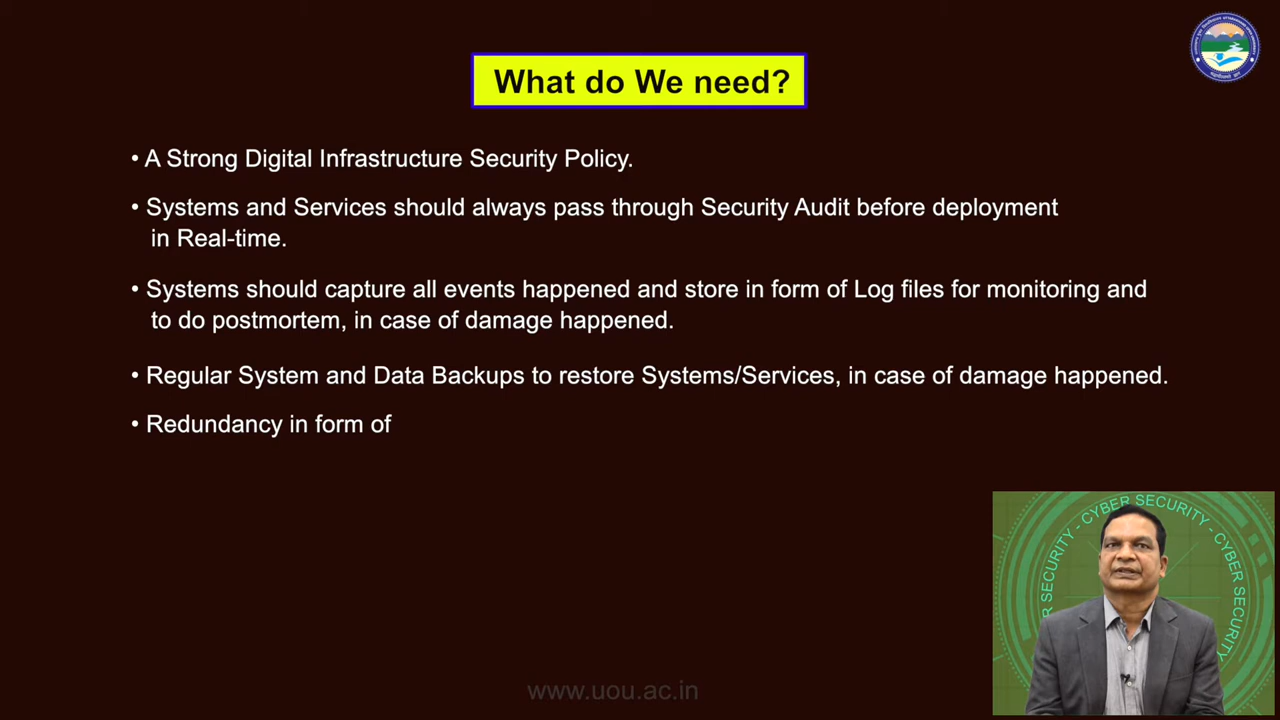 What do We need?
• A Strong Digital Infrastructure Security Policy.
• Systems and Services should always pass through Security Audit before deployment
in Real-time.
• Systems should capture all events happened and store in form of Log files for monitoring and
to do postmortem, in case of damage happened.
• Regular System and Data Backups to restore Systems/Services, in case of damage happened.
• Redundancy in form of
SECURITY - CYBER SECURITY - CYBER SECURITY
www.uou.ac.in